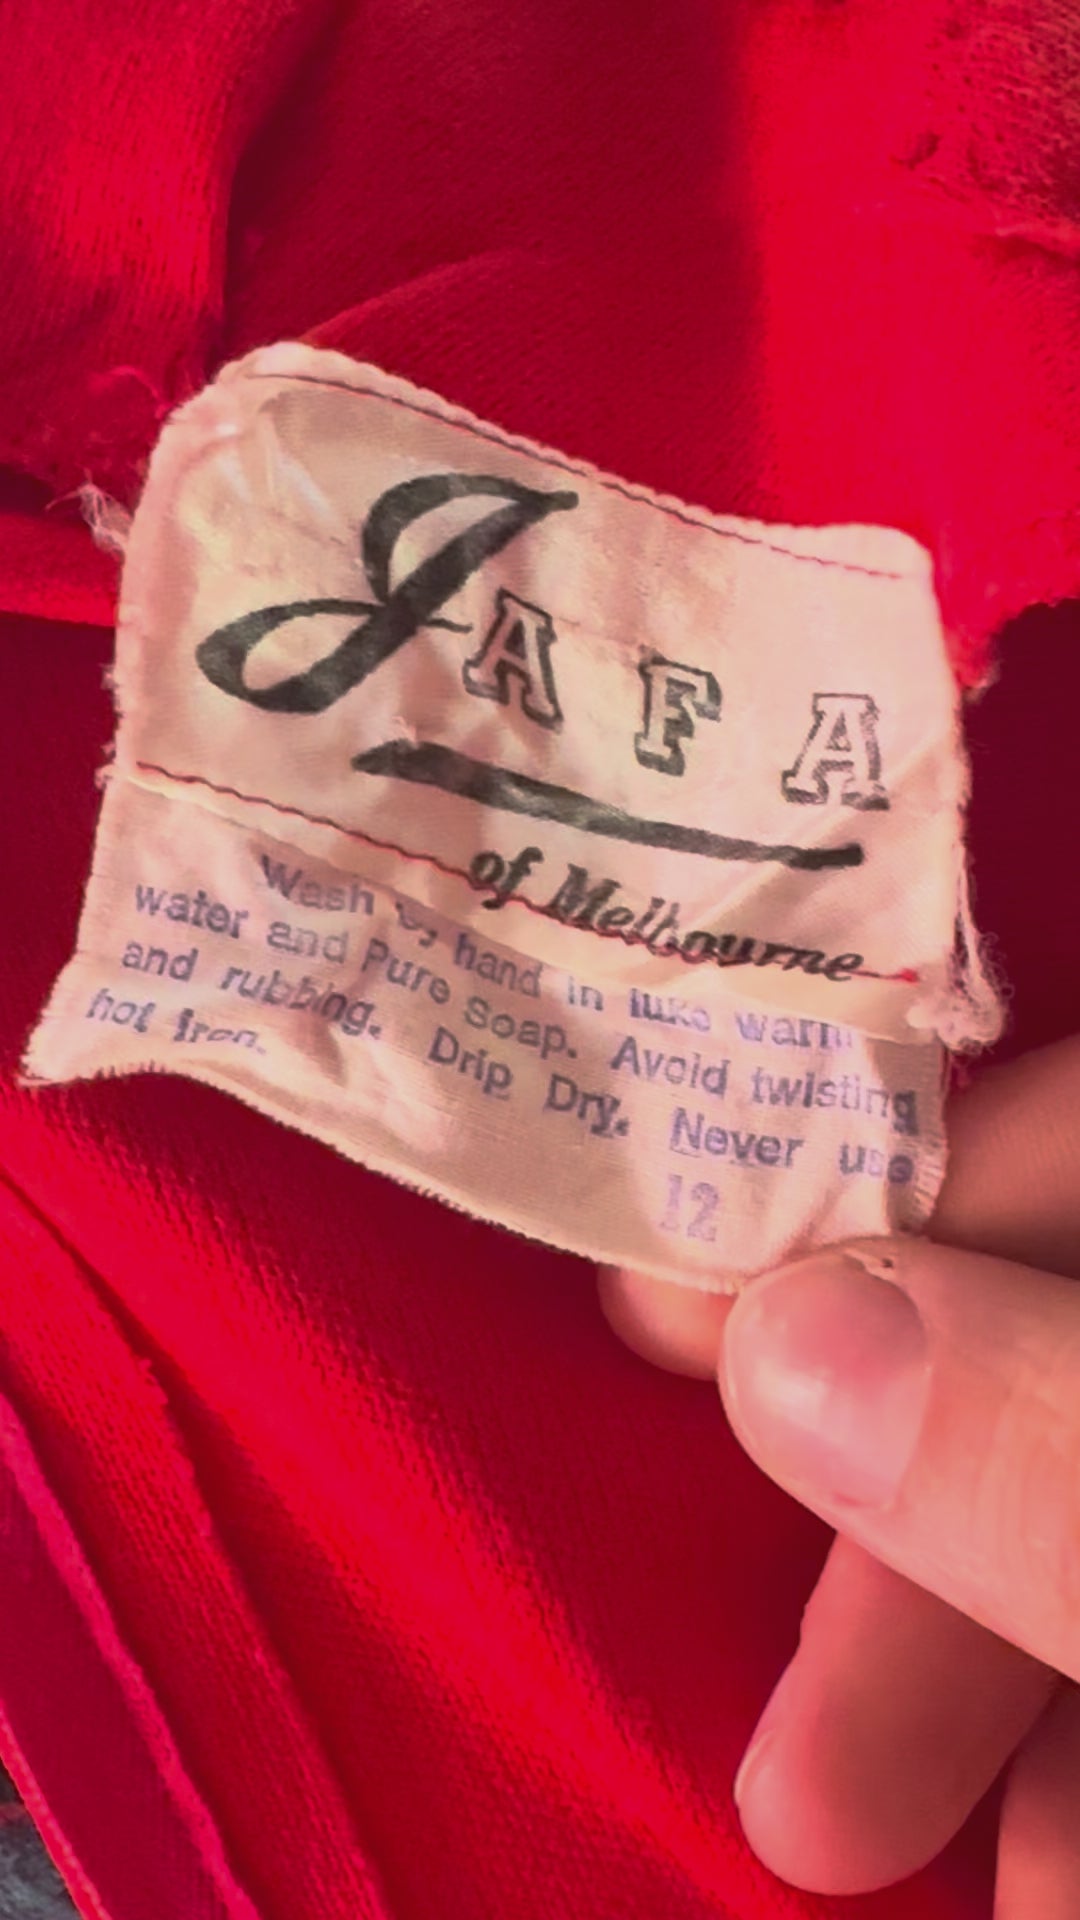 JAFA
of Melbourne
Wash by hand in luke warm
water and Pure Soap. Avoid twisting
and rubbing. Drip Dry. Never use
hot iron.
12